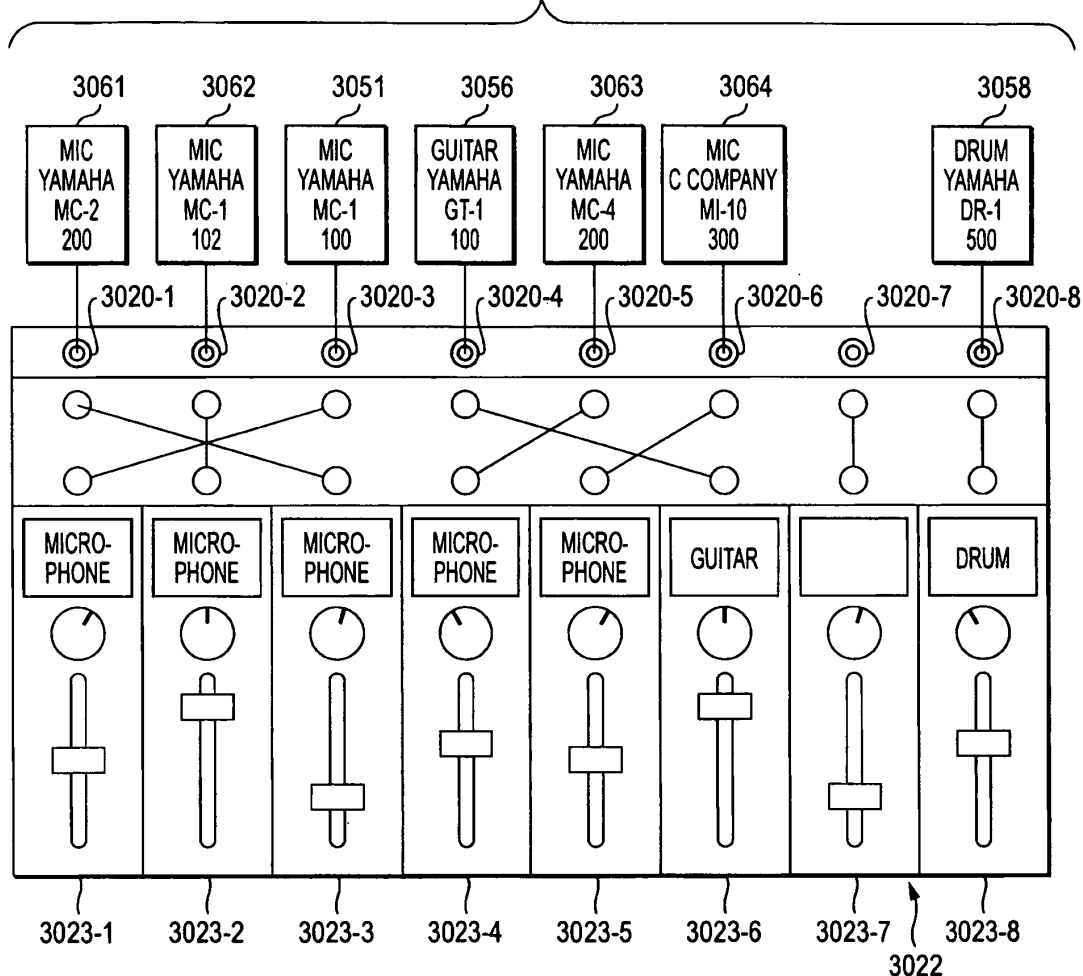 3061 3062 3051 3056 3063 3064 3058
MIC
YAMAHA
MC-2
200
MIC
YAMAHA
MC-1
102
MIC
YAMAHA
MC-1
100
GUITAR
YAMAHA
GT-1
100
MIC
YAMAHA
MC-4
200
MIC
C COMPANY
MI-10
300
DRUM
YAMAHA
DR-1
500
3020-1 3020-2 3020-3 3020-4 3020-5 3020-6 3020-7 3020-8
MICRO-
PHONE
MICRO-
PHONE
MICRO-
PHONE
MICRO-
PHONE
MICRO-
PHONE
GUITAR
DRUM
3023-1 3023-2 3023-3 3023-4 3023-5 3023-6 3023-7 3023-8
3022